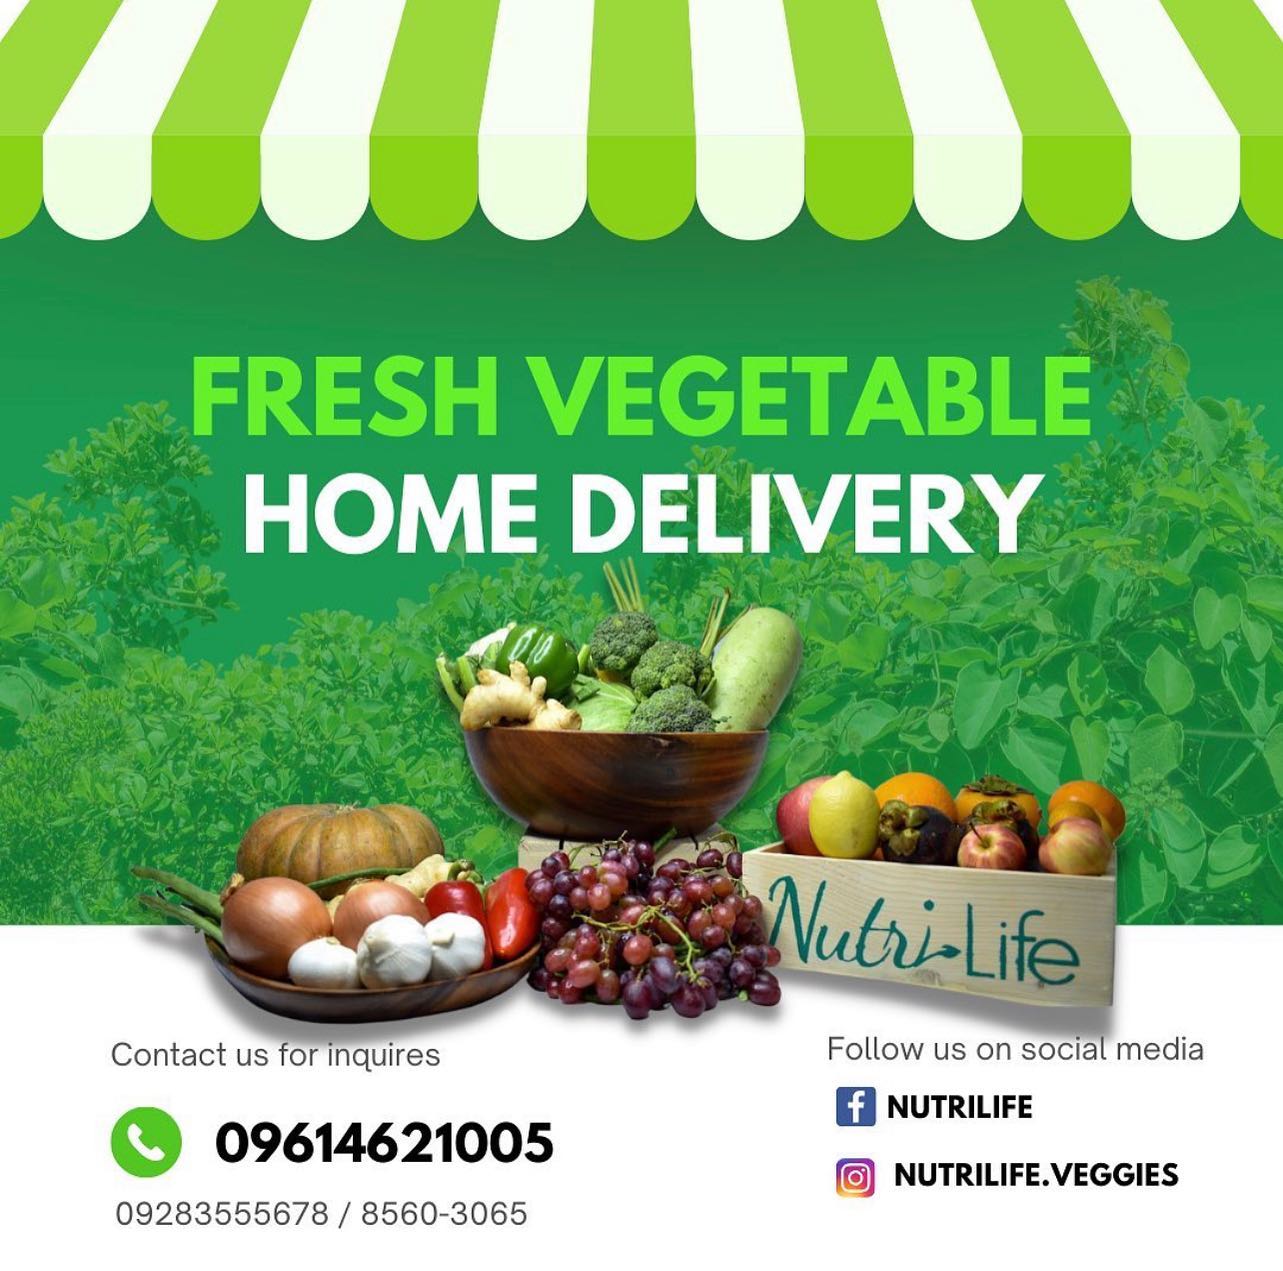 FRESH VEGETABLE
HOME DELIVERY
Nutri-Life
Contact us for inquires
09614621005
09283555678 / 8560-3065
Follow us on social media
NUTRILIFE
NUTRILIFE.VEGGIES